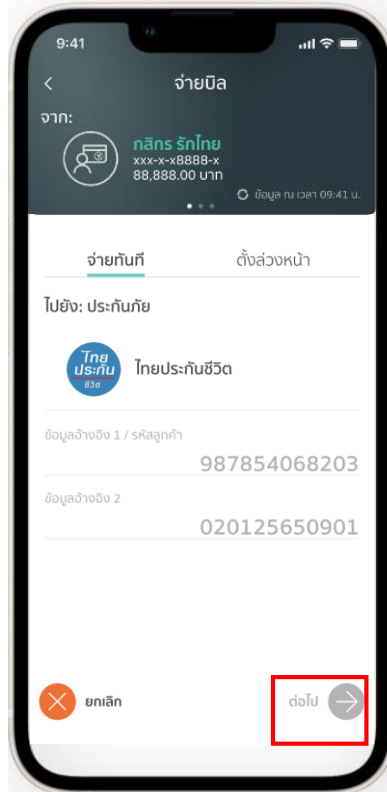 9:41
จ่ายบิล
จาก:
กสิกร รักไทย
xxx-x-x8888-x
88,888.00 บาท
ข้อมูล ณ เวลา 09:41 น.
จ่ายทันที ตั้งล่วงหน้า
ไปยัง: ประกันภัย
ไทย
ประกัน
ชีวิต
ไทยประกันชีวิต
ข้อมูลอ้างอิง 1 / รหัสลูกค้า
987854068203
ข้อมูลอ้างอิง 2
020125650901
ยกเลิก ต่อไป